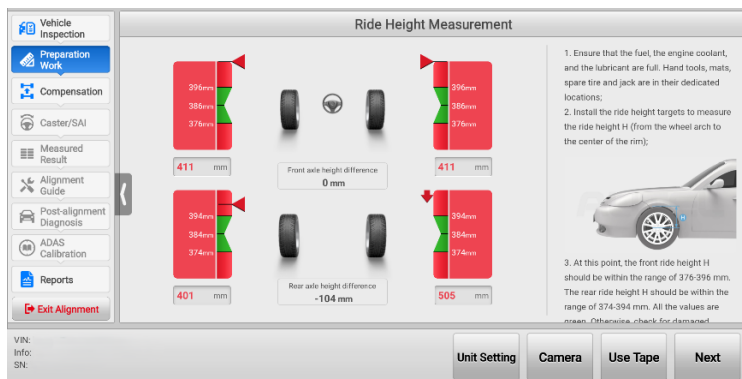 Ride Height Measurement
Vehicle
Inspection
Preparation
Work
Compensation
Caster/SAI
Measured
Result
Alignment
Guide
Post-alignment
Diagnosis
ADAS
Calibration
Reports
Exit Alignment
396mm
386mm
376mm
411 mm
396mm
386mm
376mm
411 mm
Front axle height difference
0 mm
394mm
384mm
374mm
401 mm
394mm
384mm
374mm
505 mm
Rear axle height difference
-104 mm
1. Ensure that the fuel, the engine coolant,
and the lubricant are full. Hand tools, mats,
spare tire and jack are in their dedicated
locations;
2. Install the ride height targets to measure
the ride height H (from the wheel arch to
the center of the rim);
H
3. At this point, the front ride height H
should be within the range of 376-396 mm.
The rear ride height H should be within the
range of 374-394 mm. All the values are
green. Otherwise, check for damaged
VIN:
Info:
SN:
Unit Setting
Camera
Use Tape
Next